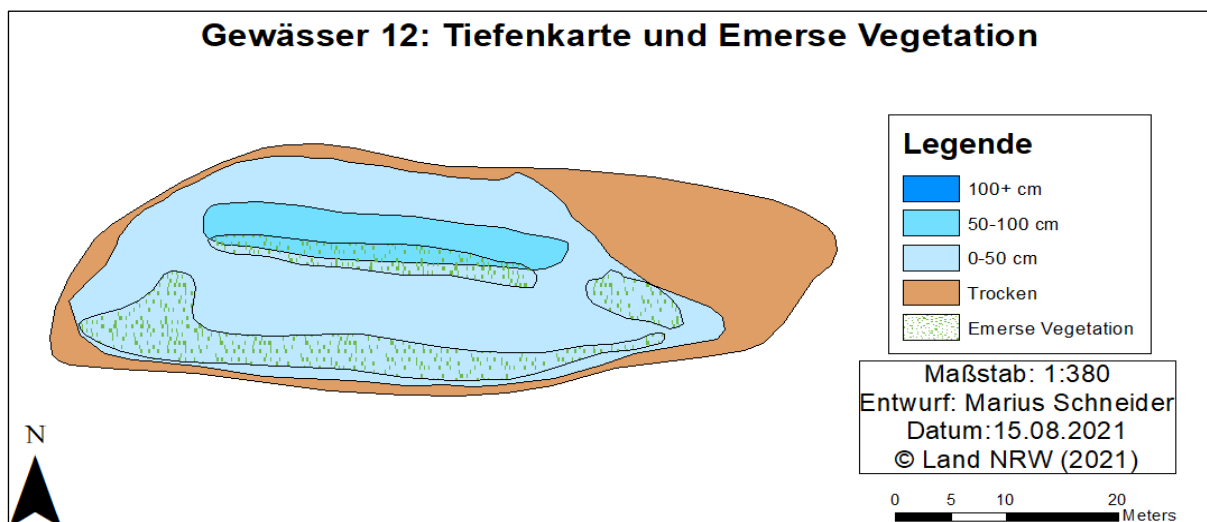 Gewässer 12: Tiefenkarte und Emerse Vegetation
Legende
100+ cm
50-100 cm
0-50 cm
Trocken
Emerse Vegetation
Maßstab: 1:380
Entwurf: Marius Schneider
Datum:15.08.2021
© Land NRW (2021)
N
0 5 10 20
Meters